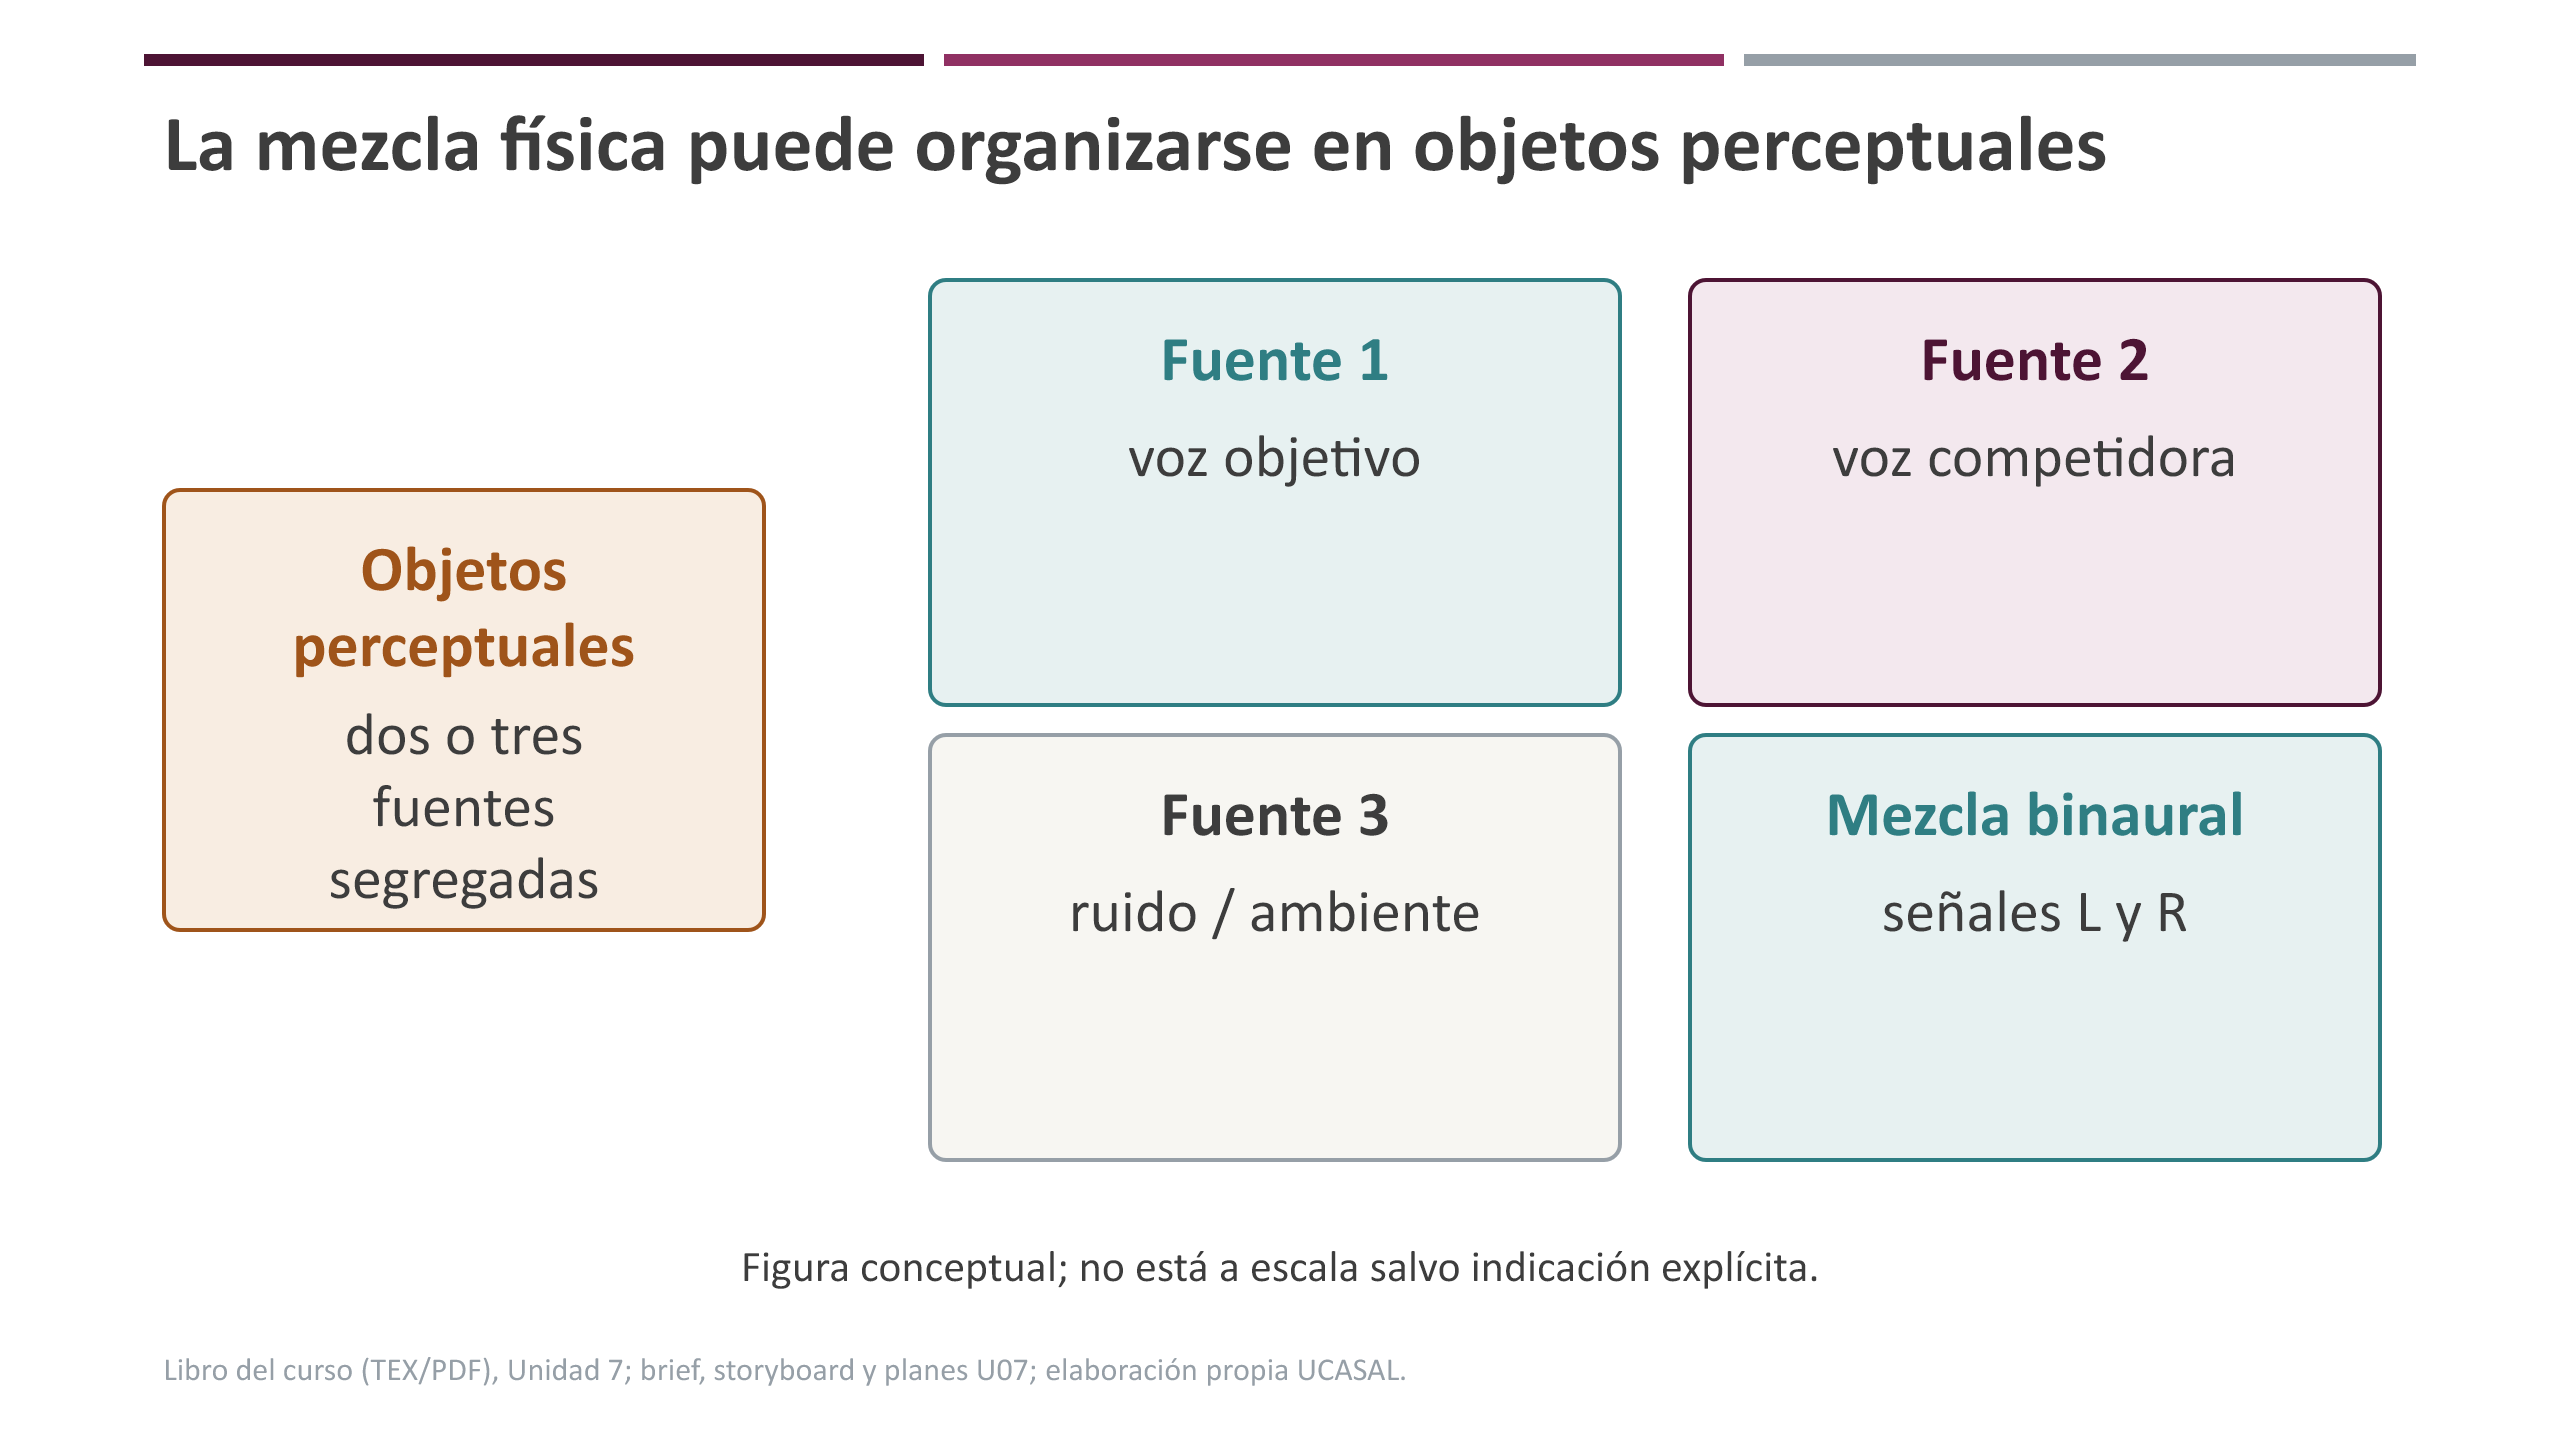 La mezcla física puede organizarse en objetos perceptuales
Objetos
perceptuales
dos o tres
fuentes
segregadas
Fuente 1
voz objetivo
Fuente 2
voz competidora
Fuente 3
ruido / ambiente
Mezcla binaural
señales L y R
Figura conceptual; no está a escala salvo indicación explícita.
Libro del curso (TEX/PDF), Unidad 7; brief, storyboard y planes U07; elaboración propia UCASAL.